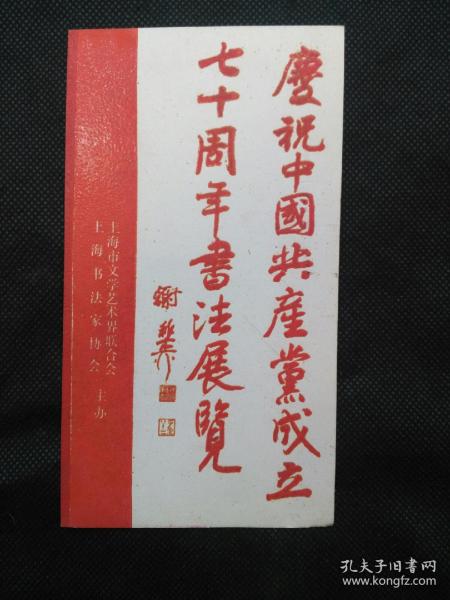 慶祝中國共產黨成立
七十周年書法展覽
谢稚柳
上海市文学艺术界联合会
上海书法家协会 主办
孔夫子旧书网
www.kongfz.com